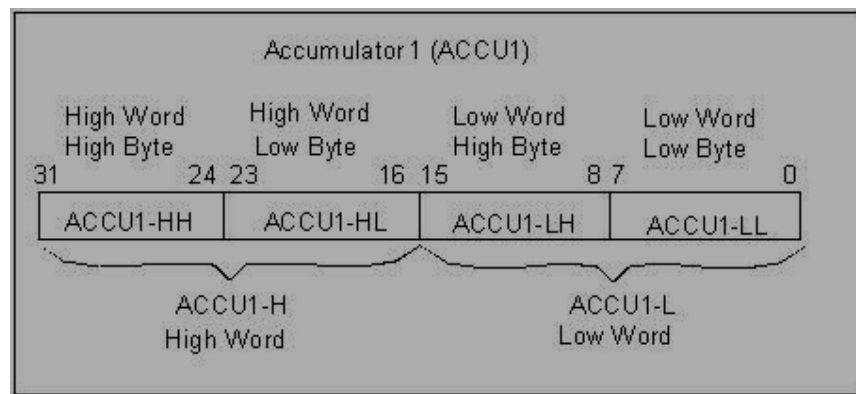 Accumulator 1 (ACCU1)
High Word High Word Low Word Low Word
High Byte Low Byte High Byte Low Byte
31 24 23 16 15 8 7 0
ACCU1-HH ACCU1-HL ACCU1-LH ACCU1-LL
ACCU1-H ACCU1-L
High Word Low Word